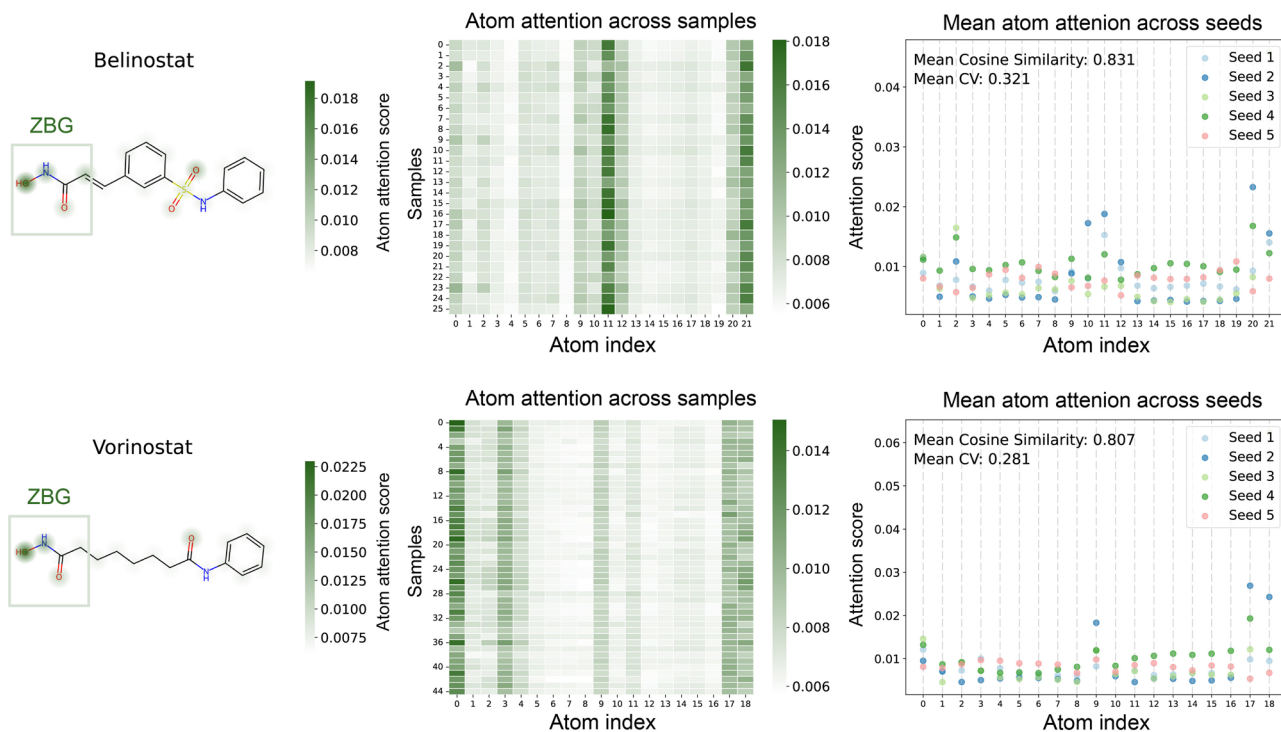 Belinostat
ZBG
H
N
HO
O
O
S
O
N
H
0.018
0.016
0.014
0.012
0.010
0.008
Atom attention score
Atom attention across samples
Samples
0
1
2
4
5
6
7
8
10
9
11
12
13
14
15
16
17
18
20
21
22
23
24
25
0 1 2 3 4 5 6 7 8 9 10 11 12 13 14 15 16 17 18 19 20 21
Atom index
0.018
0.016
0.014
0.012
0.010
0.008
0.006
Mean atom attenion across seeds
Mean Cosine Similarity: 0.831
Mean CV: 0.321
Seed 1
Seed 2
Seed 3
Seed 4
Seed 5
Attention score
0.04
0.03
0.02
0.01
0 1 2 3 4 5 6 7 8 9 10 11 12 13 14 15 16 17 18 19 20 21
Atom index
Vorinostat
ZBG
H
N
HO
O
O
N
H
0.0225
0.0200
0.0175
0.0150
0.0125
0.0100
0.0075
Atom attention score
Atom attention across samples
Samples
0
4
8
12
16
20
24
28
32
36
40
44
0 1 2 3 4 5 6 7 8 9 10 11 12 13 14 15 16 17 18
Atom index
0.014
0.012
0.010
0.008
0.006
Mean atom attenion across seeds
Mean Cosine Similarity: 0.807
Mean CV: 0.281
Seed 1
Seed 2
Seed 3
Seed 4
Seed 5
Attention score
0.06
0.05
0.04
0.03
0.02
0.01
0 1 2 3 4 5 6 7 8 9 10 11 12 13 14 15 16 17 18
Atom index